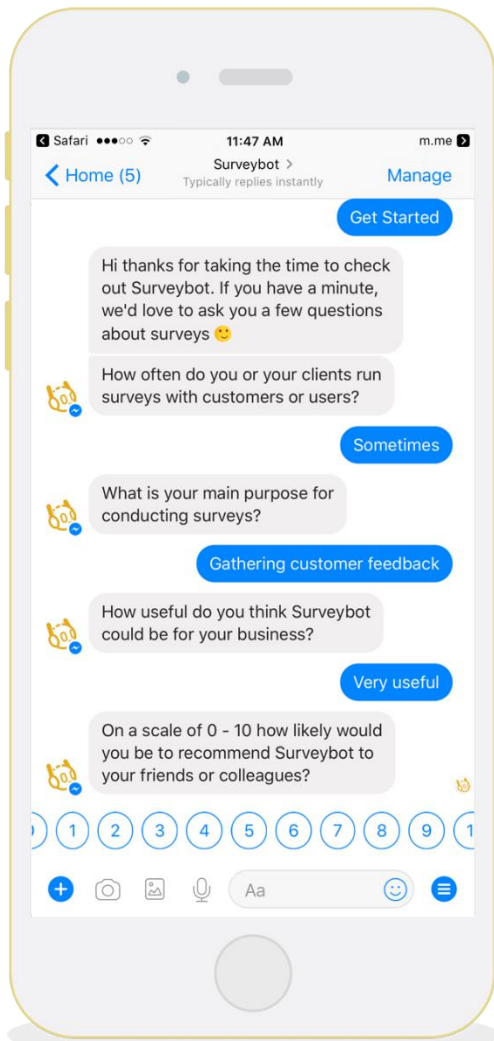 Safari 11:47 AM m.me
Home (5) Surveybot > Manage
Typically replies instantly
Get Started
Hi thanks for taking the time to check
out Surveybot. If you have a minute,
we'd love to ask you a few questions
about surveys 🙂
How often do you or your clients run
surveys with customers or users?
Sometimes
What is your main purpose for
conducting surveys?
Gathering customer feedback
How useful do you think Surveybot
could be for your business?
Very useful
On a scale of 0 - 10 how likely would
you be to recommend Surveybot to
your friends or colleagues?
1 2 3 4 5 6 7 8 9
Aa